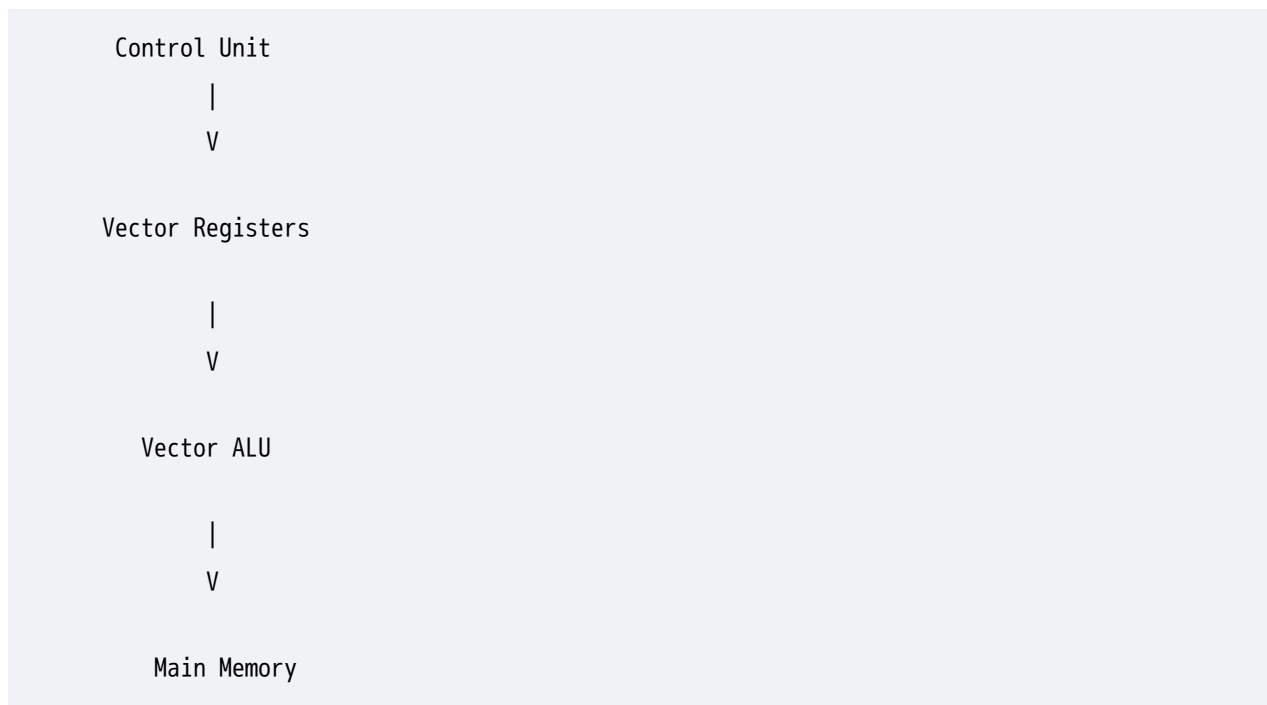 Control Unit
|
V
Vector Registers
|
V
Vector ALU
|
V
Main Memory